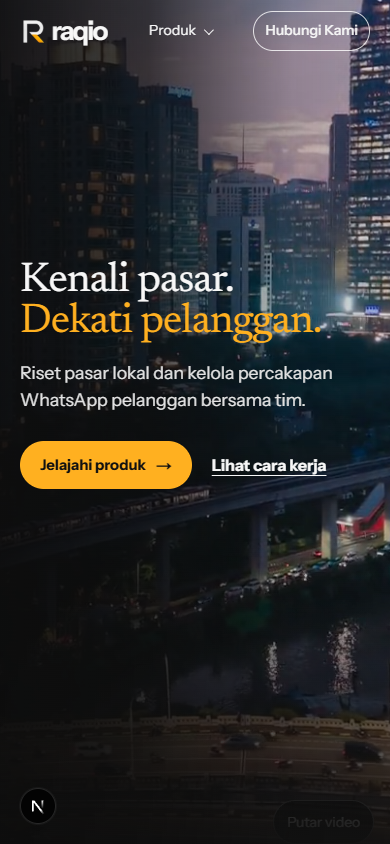 raqio
Produk
Hubungi Kami
Kenali pasar.
Dekati pelanggan.
Riset pasar lokal dan kelola percakapan
WhatsApp pelanggan bersama tim.
Jelajahi produk →
Lihat cara kerja
N
Putar video